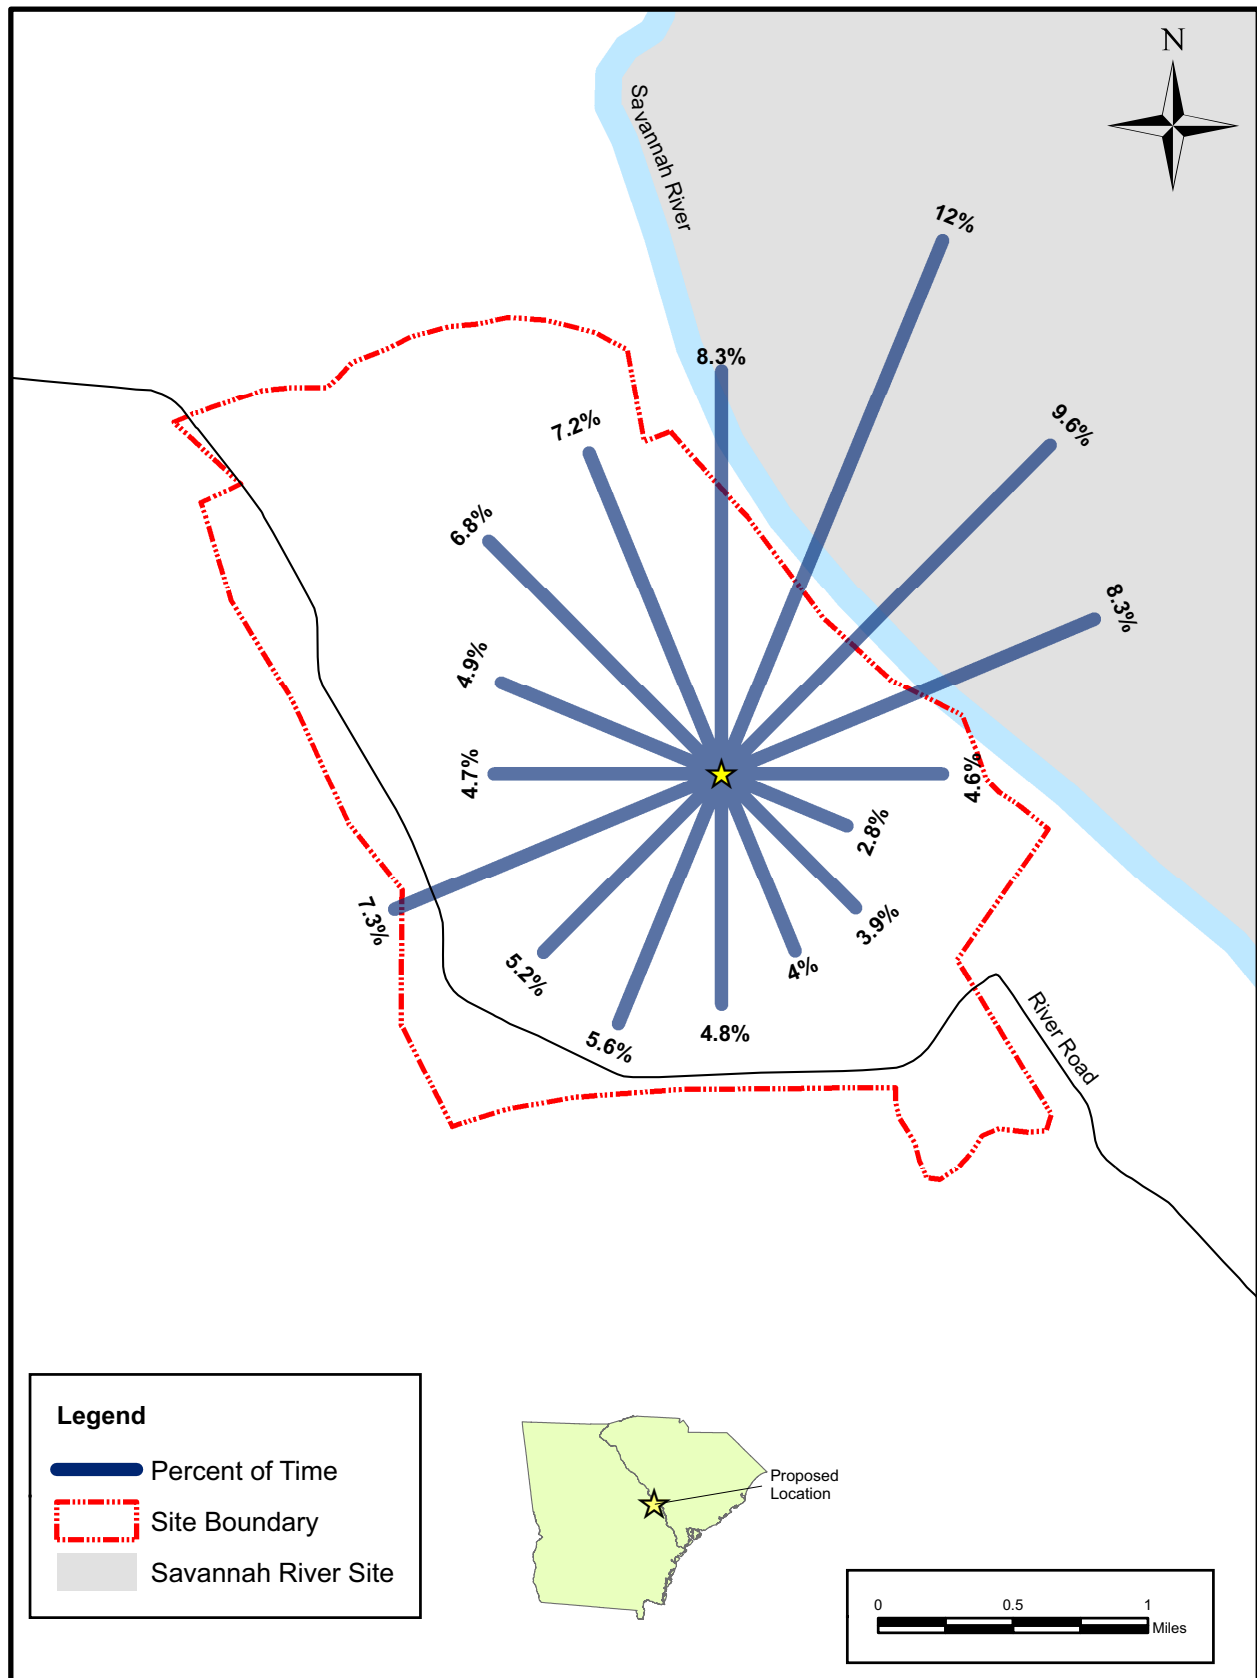 N
Savannah River
12%
8.3%
9.6%
7.2%
6.8%
8.3%
4.9%
4.7%
4.6%
2.8%
7.3%
3.9%
5.2%
4%
5.6%
4.8%
River Road
Legend
Percent of Time
Site Boundary
Savannah River Site
Proposed
Location
0 0.5 1
Miles